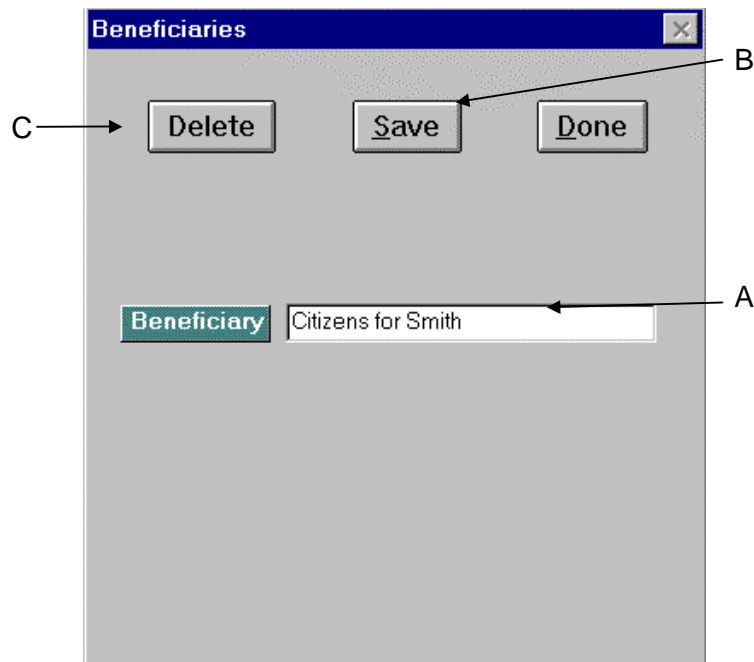 Beneficiaries
B
C
Delete
Save
Done
A
Beneficiary
Citizens for Smith